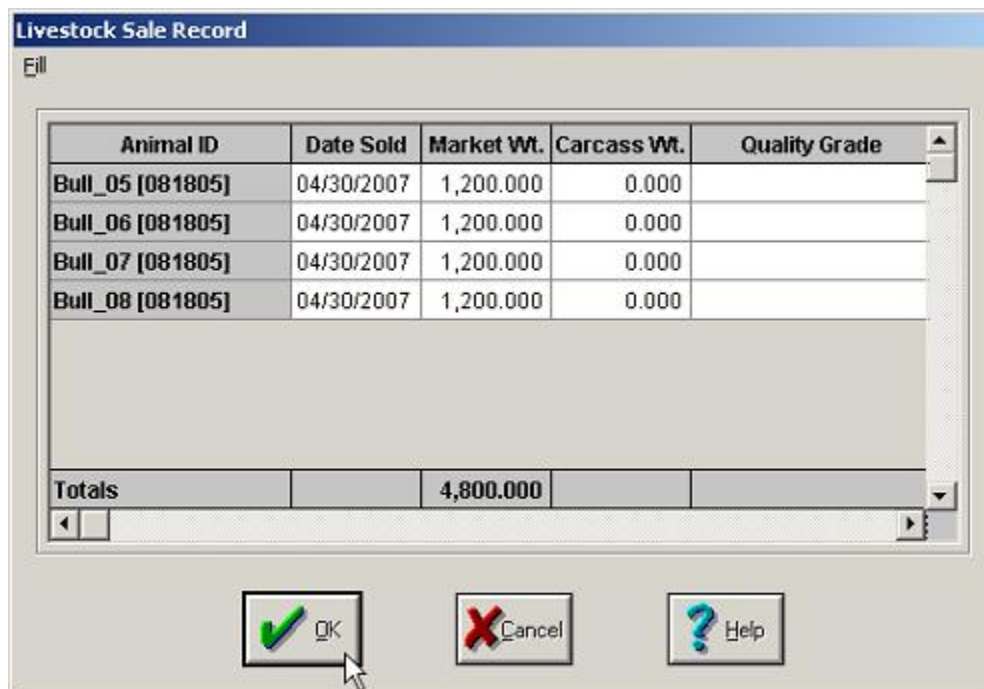 Livestock Sale Record
Fill
Animal ID Date Sold Market Wt. Carcass Wt. Quality Grade
Bull_05 [081805] 04/30/2007 1,200.000 0.000
Bull_06 [081805] 04/30/2007 1,200.000 0.000
Bull_07 [081805] 04/30/2007 1,200.000 0.000
Bull_08 [081805] 04/30/2007 1,200.000 0.000
Totals 4,800.000
OK Cancel Help